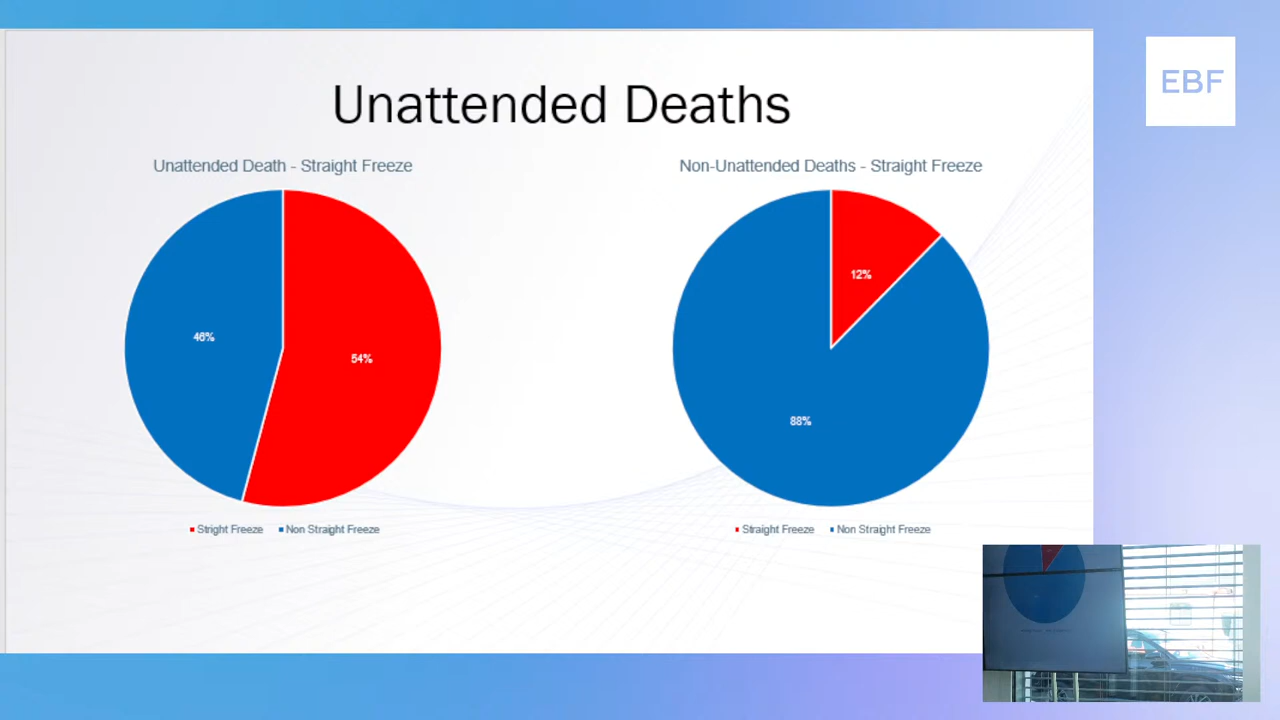 EBF
Unattended Deaths
Unattended Death - Straight Freeze
46%
54%
Stright Freeze Non Straight Freeze
Non-Unattended Deaths - Straight Freeze
12%
88%
Straight Freeze Non Straight Freeze